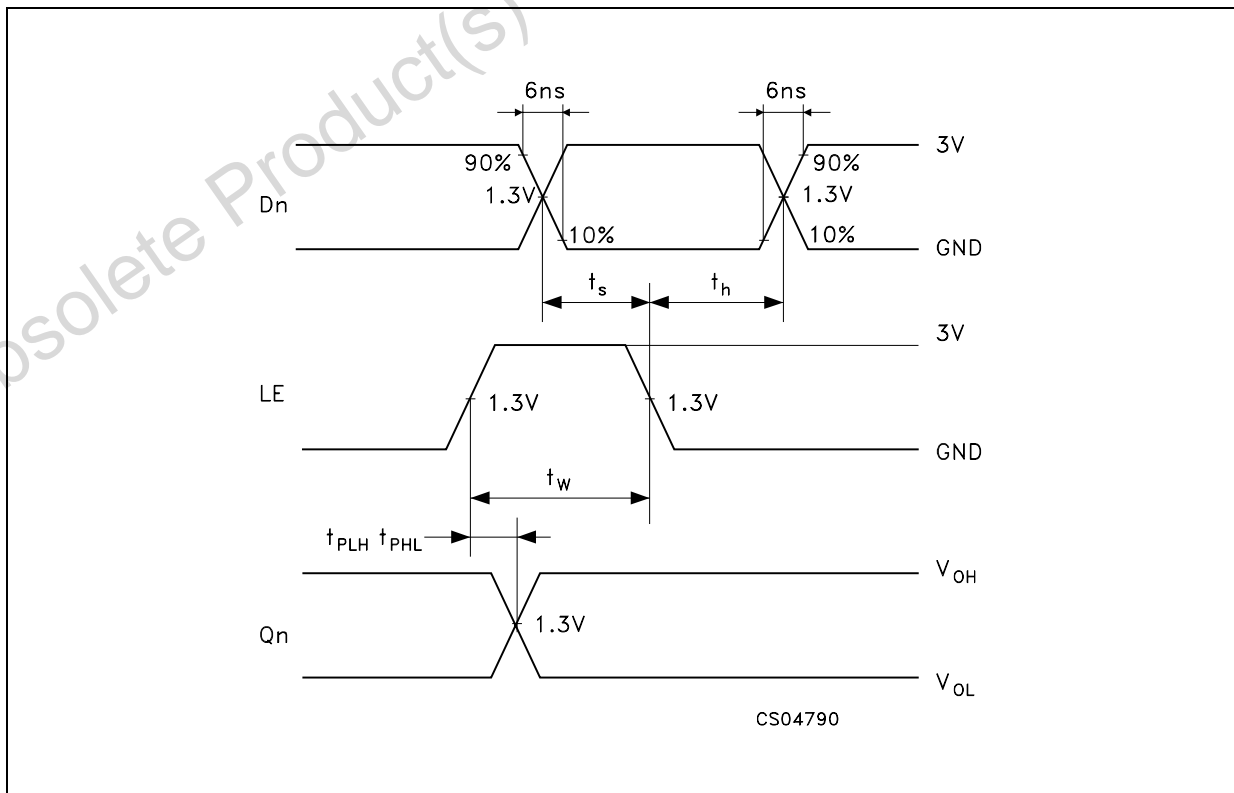 6ns 6ns
3V
90% 90%
Dn 1.3V 1.3V
10% 10%
GND
ts th
3V
LE 1.3V 1.3V
GND
tW
tPLH tPHL
VOH
Qn 1.3V
VOL
CS04790
bsolete Product(s)